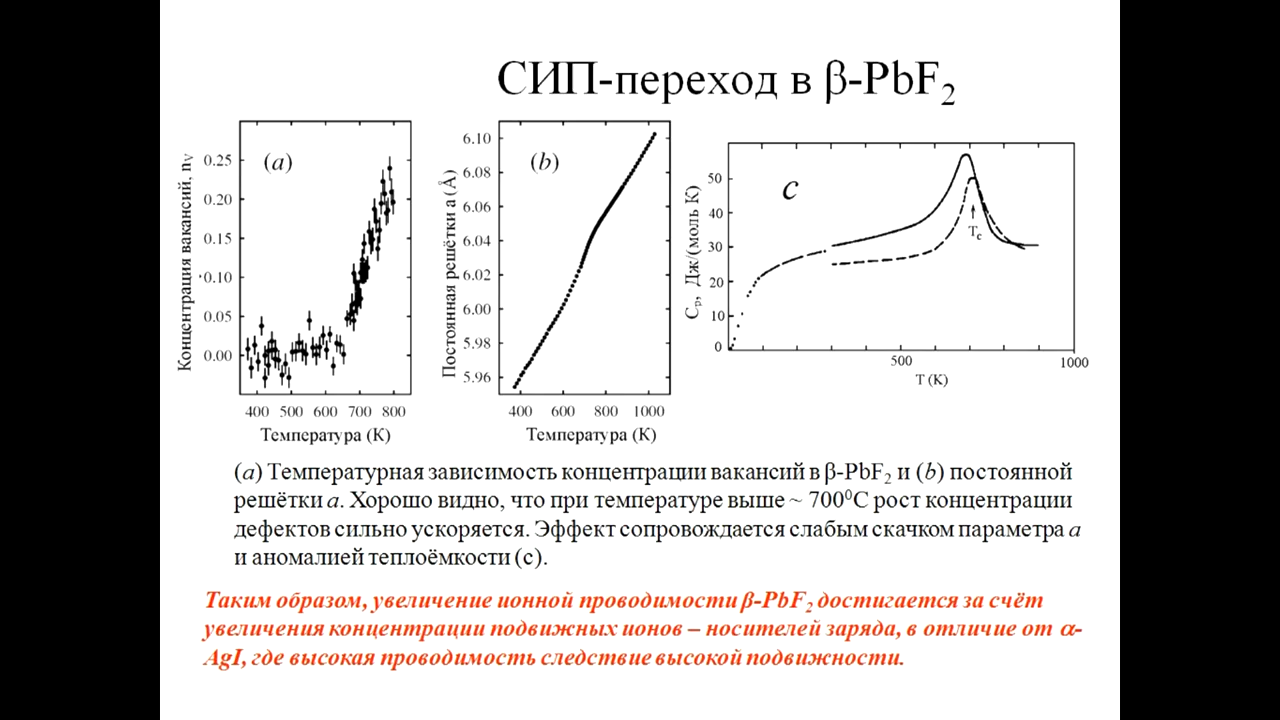 СИП-переход в β-PbF₂
(a)
Концентрация вакансий, nᵥ
0.25
0.20
0.15
0.10
0.05
0.00
400 500 600 700 800
Температура (К)
(b)
Постоянная решётки a (Å)
6.10
6.08
6.06
6.04
6.02
6.00
5.98
5.96
400 600 800 1000
Температура (К)
c
Cₚ, Дж/(моль К)
50
40
30
20
10
0
Tc
500 1000
T (K)
(a) Температурная зависимость концентрации вакансий в β-PbF₂ и (b) постоянной
решётки a. Хорошо видно, что при температуре выше ~ 700⁰С рост концентрации
дефектов сильно ускоряется. Эффект сопровождается слабым скачком параметра a
и аномалией теплоёмкости (c).
Таким образом, увеличение ионной проводимости β-PbF₂ достигается за счёт
увеличения концентрации подвижных ионов – носителей заряда, в отличие от α-
AgI, где высокая проводимость следствие высокой подвижности.